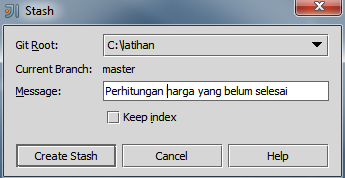 Stash
Git Root: C:\latihan
Current Branch: master
Message: Perhitungan harga yang belum selesai
Keep index
Create Stash Cancel Help